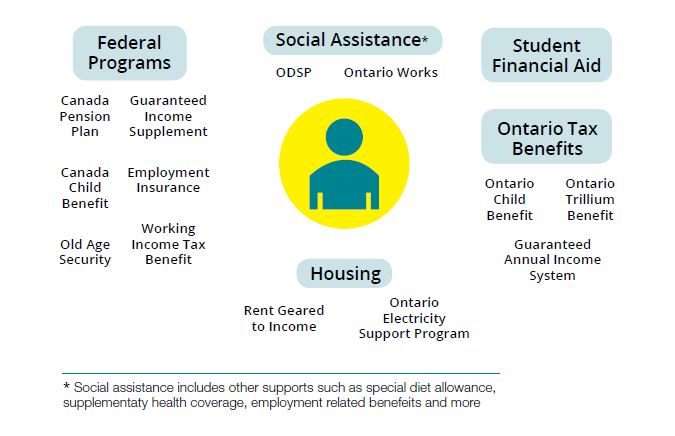 Federal
Programs
Canada
Pension
Plan
Guaranteed
Income
Supplement
Canada
Child
Benefit
Employment
Insurance
Old Age
Security
Working
Income Tax
Benefit
Social Assistance*
ODSP
Ontario Works
Housing
Rent Geared
to Income
Ontario
Electricity
Support Program
Student
Financial Aid
Ontario Tax
Benefits
Ontario
Child
Benefit
Ontario
Trillium
Benefit
Guaranteed
Annual Income
System
* Social assistance includes other supports such as special diet allowance,
supplementaty health coverage, employment related benefeits and more